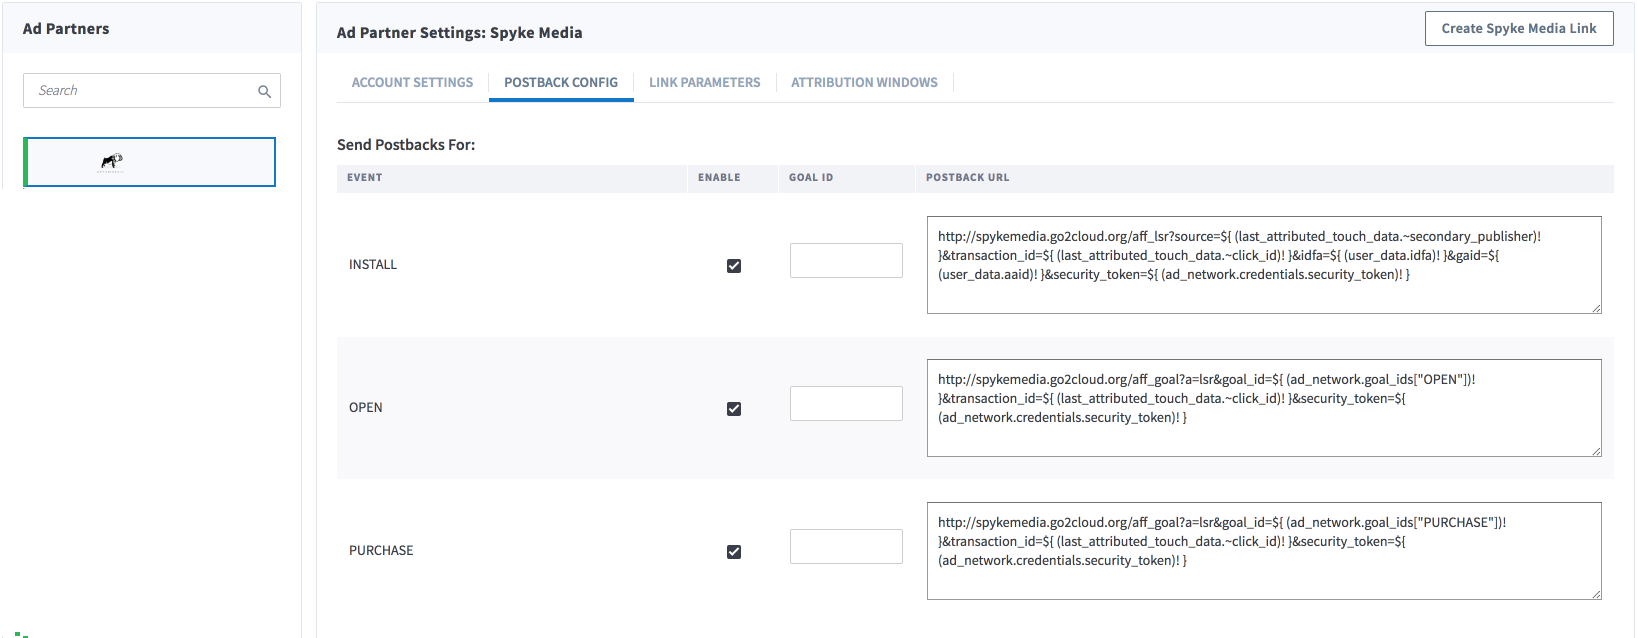 Ad Partners
Search
Ad Partner Settings: Spyke Media
Create Spyke Media Link
ACCOUNT SETTINGS
POSTBACK CONFIG
LINK PARAMETERS
ATTRIBUTION WINDOWS
Send Postbacks For:
EVENT
ENABLE
GOAL ID
POSTBACK URL
INSTALL
http://spykemedia.go2cloud.org/aff_lsr?source=${ (last_attributed_touch_data.~secondary_publisher)!
}&transaction_id=${ (last_attributed_touch_data.~click_id)! }&idfa=${ (user_data.idfa)! }&gaid=${
(user_data.aaid)! }&security_token=${ (ad_network.credentials.security_token)! }
OPEN
http://spykemedia.go2cloud.org/aff_goal?a=lsr&goal_id=${ (ad_network.goal_ids["OPEN"])!
}&transaction_id=${ (last_attributed_touch_data.~click_id)! }&security_token=${
(ad_network.credentials.security_token)! }
PURCHASE
http://spykemedia.go2cloud.org/aff_goal?a=lsr&goal_id=${ (ad_network.goal_ids["PURCHASE"])!
}&transaction_id=${ (last_attributed_touch_data.~click_id)! }&security_token=${
(ad_network.credentials.security_token)! }